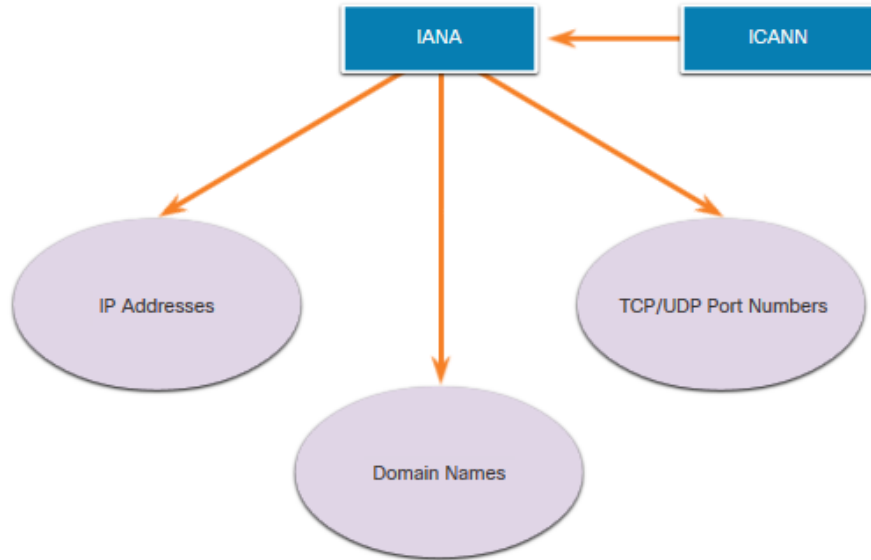 IANA
ICANN
IP Addresses
TCP/UDP Port Numbers
Domain Names